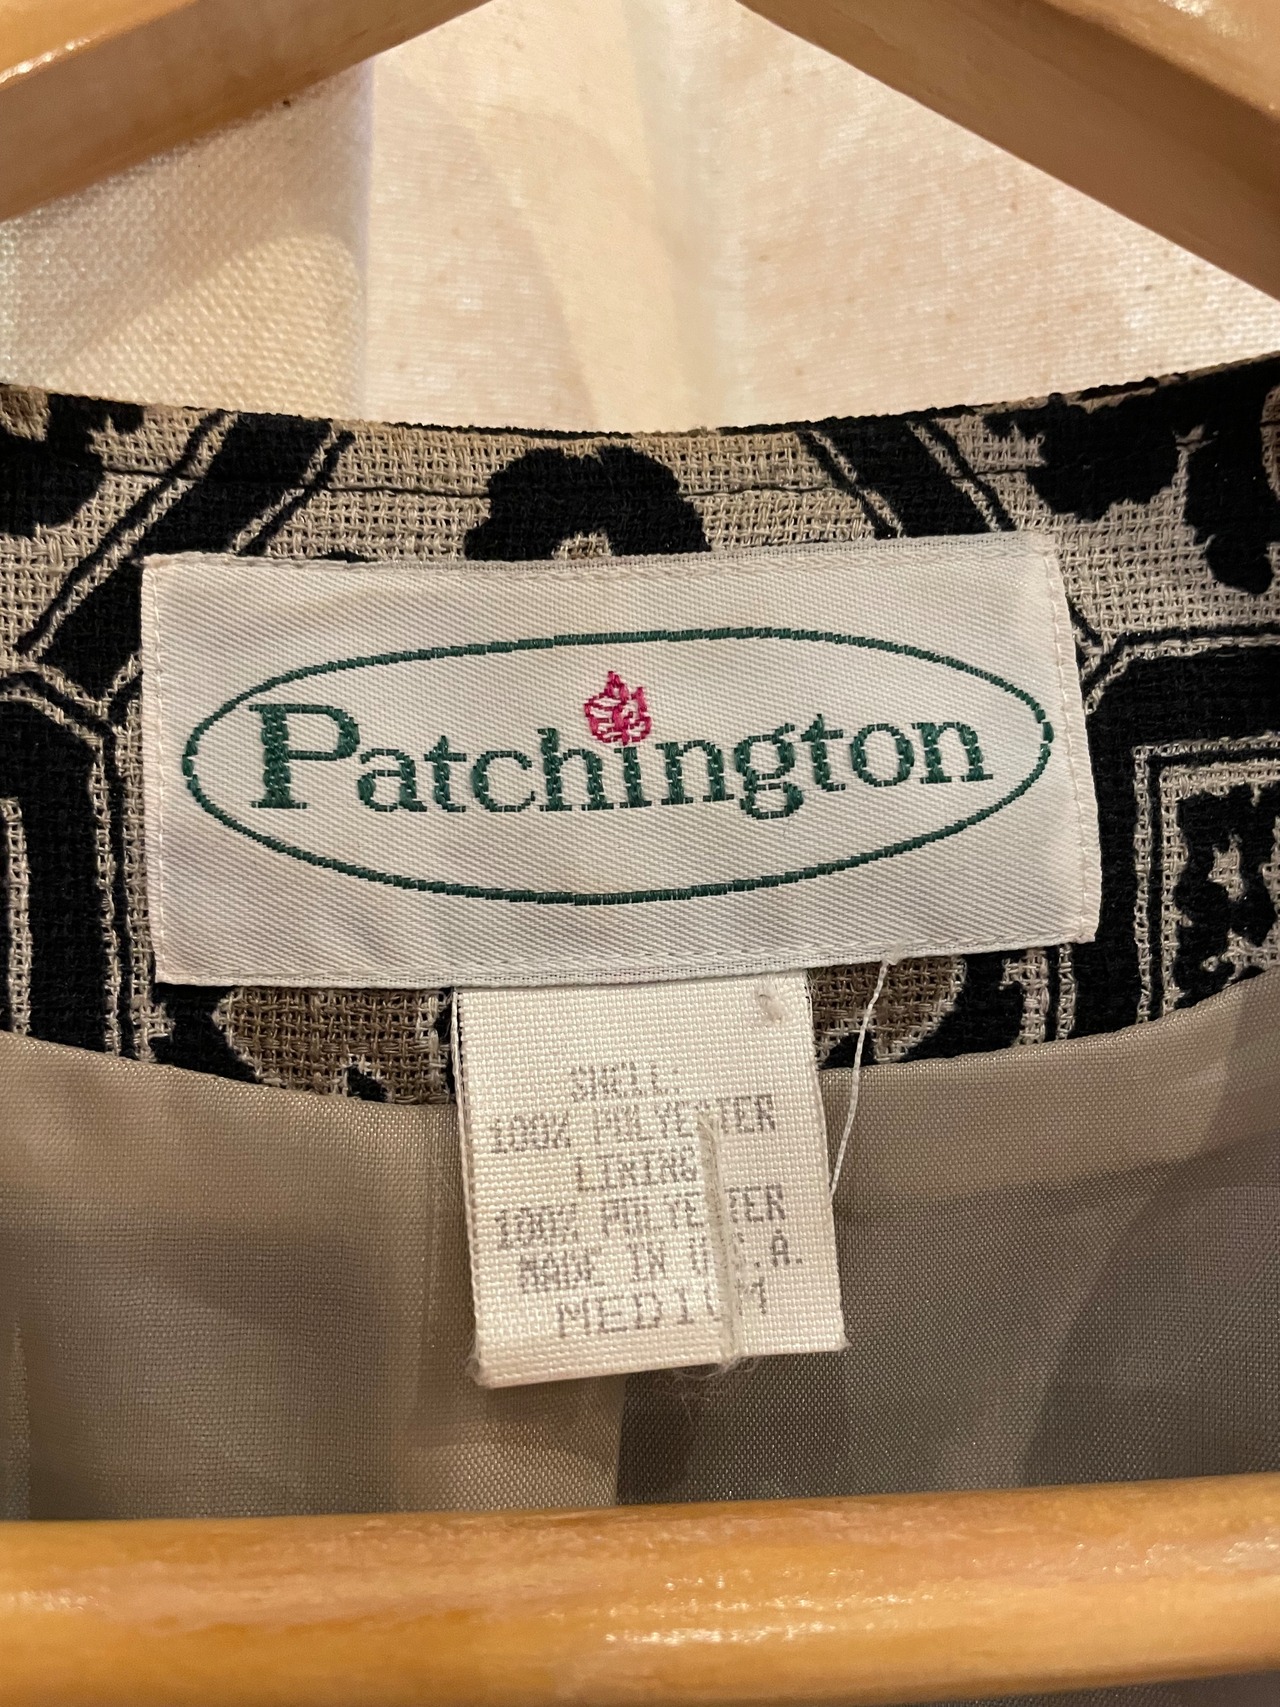 Patchington
SHELL:
100% POLYESTER
LINING
100% POLYESTER
MADE IN U.S.A.
MEDIUM